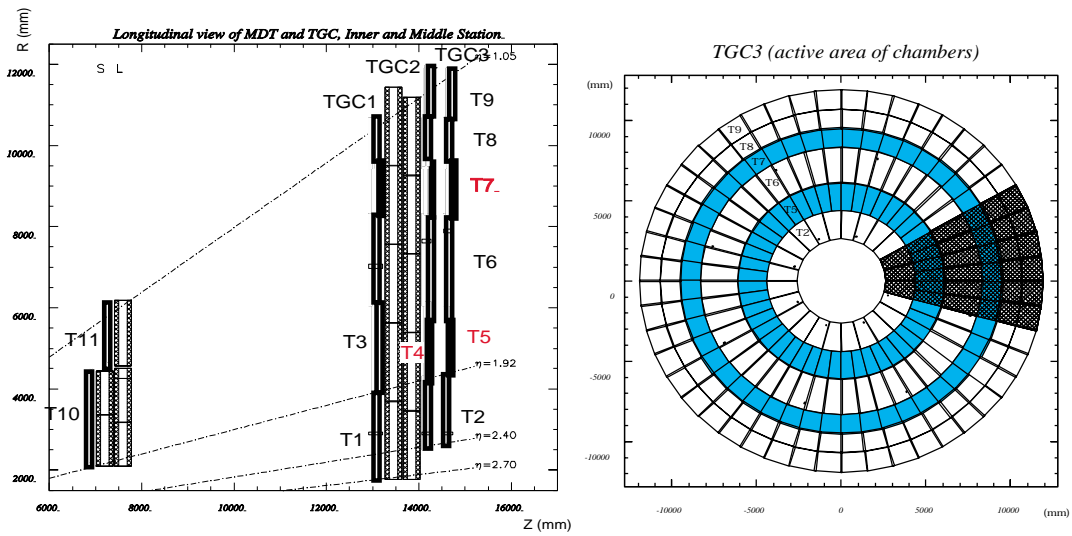 Longitudinal view of MDT and TGC, Inner and Middle Station.
R (mm)
12000.
10000.
8000.
6000.
4000.
2000.
S L
TGC1
TGC2
TGC3
η=1.05
T9
T8
T7
T6
T5
η=1.92
T4
T3
T2
T1
η=2.40
η=2.70
T11
T10
6000.
8000.
10000.
12000.
14000.
16000.
Z (mm)
TGC3 (active area of chambers)
(mm)
10000
5000
0
-5000
-10000
T9
T8
T7
T6
T5
T2
-10000
-5000
0
5000
10000
(mm)